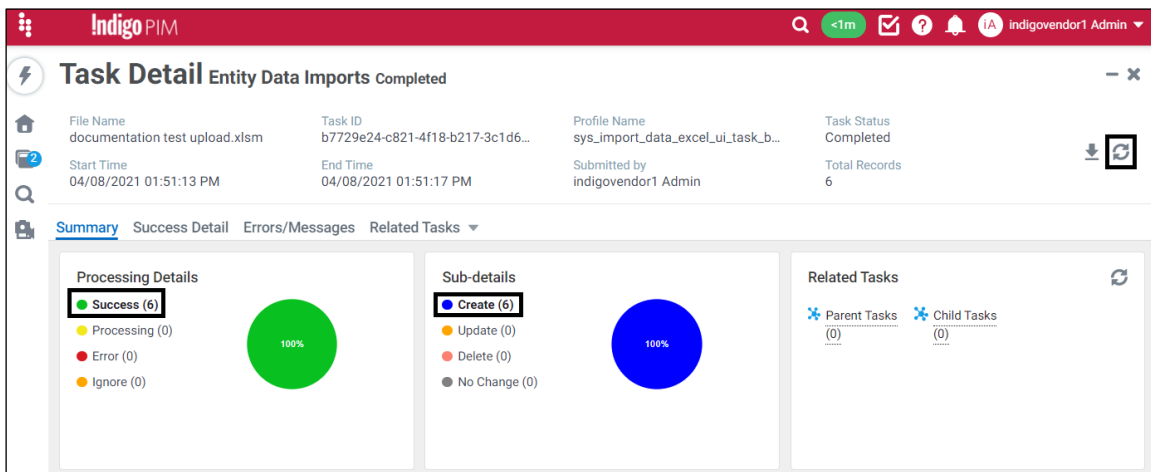 !ndigo PIM
<1m
?
iA
indigovendor1 Admin
Task Detail Entity Data Imports Completed
File Name
documentation test upload.xlsm
Task ID
b7729e24-c821-4f18-b217-3c1d6...
Profile Name
sys_import_data_excel_ui_task_b...
Task Status
Completed
Start Time
04/08/2021 01:51:13 PM
End Time
04/08/2021 01:51:17 PM
Submitted by
indigovendor1 Admin
Total Records
6
2
Summary Success Detail Errors/Messages Related Tasks
Processing Details
Success (6)
Processing (0)
Error (0)
Ignore (0)
100%
Sub-details
Create (6)
Update (0)
Delete (0)
No Change (0)
100%
Related Tasks
Parent Tasks
(0)
Child Tasks
(0)